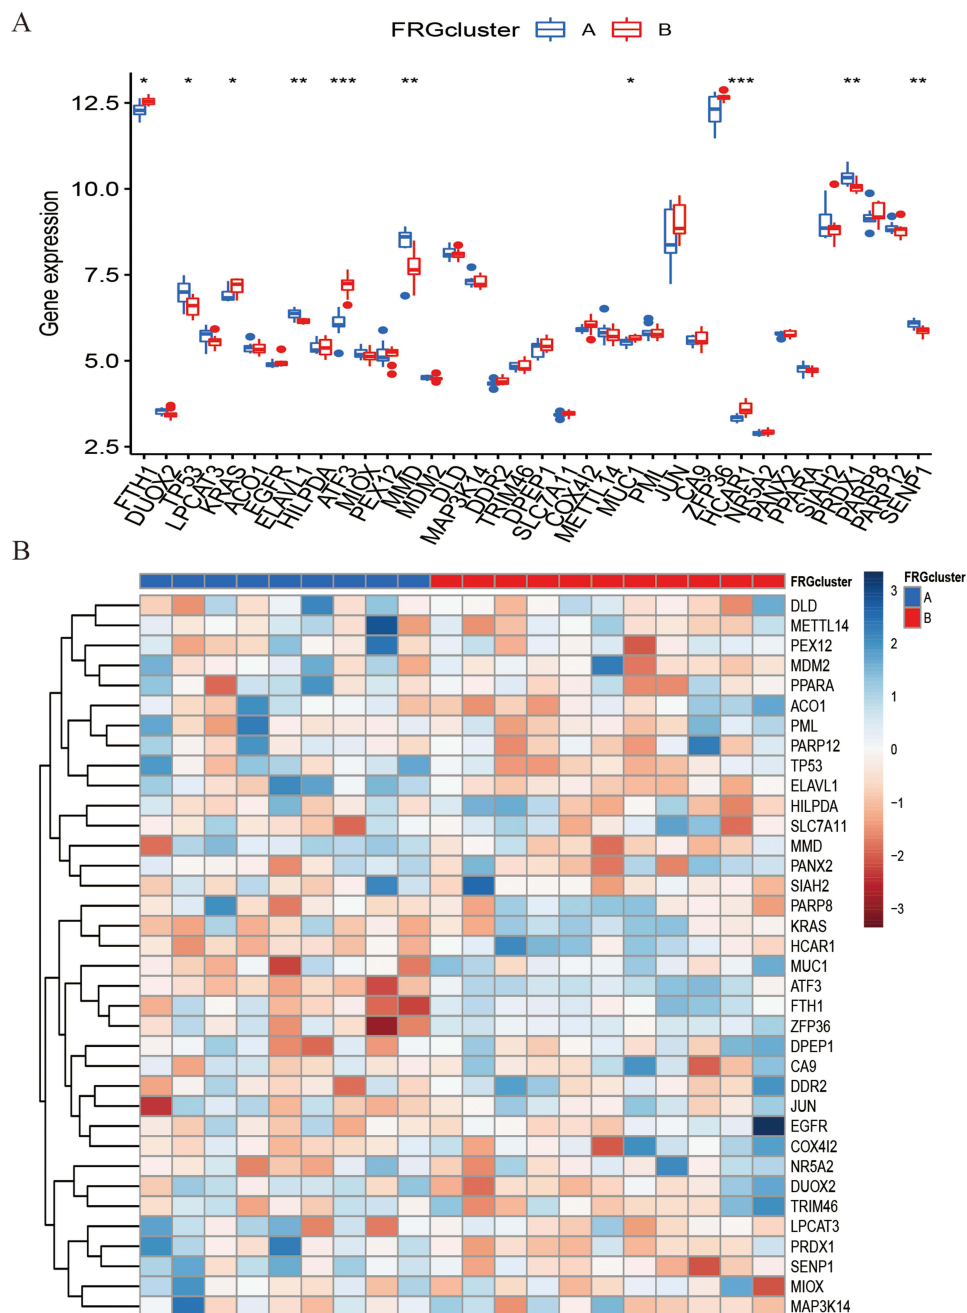 A
FRGcluster A B
* * * ** *** ** * *** ** **
Gene expression
12.5
10.0
7.5
5.0
2.5
FTH1
DUOX2
TP53
LPCAT3
KRAS
ACO1
EGFR
ELAVL1
HILPDA
ATF3
MIOX
PEX12
MMD
MDM2
DLD
MAP3K14
DDR2
TRIM46
DPEP1
SLC7A11
COX4I2
METTL14
MUC1
PML
JUN
CA9
ZFP36
HCAR1
NR5A2
PANX2
PPARA
SIAH2
PRDX1
PARP8
PARP12
SENP1
B
FRGcluster
DLD
METTL14
PEX12
MDM2
PPARA
ACO1
PML
PARP12
TP53
ELAVL1
HILPDA
SLC7A11
MMD
PANX2
SIAH2
PARP8
KRAS
HCAR1
MUC1
ATF3
FTH1
ZFP36
DPEP1
CA9
DDR2
JUN
EGFR
COX4I2
NR5A2
DUOX2
TRIM46
LPCAT3
PRDX1
SENP1
MIOX
MAP3K14
3
2
1
0
−1
−2
−3
FRGcluster
A
B